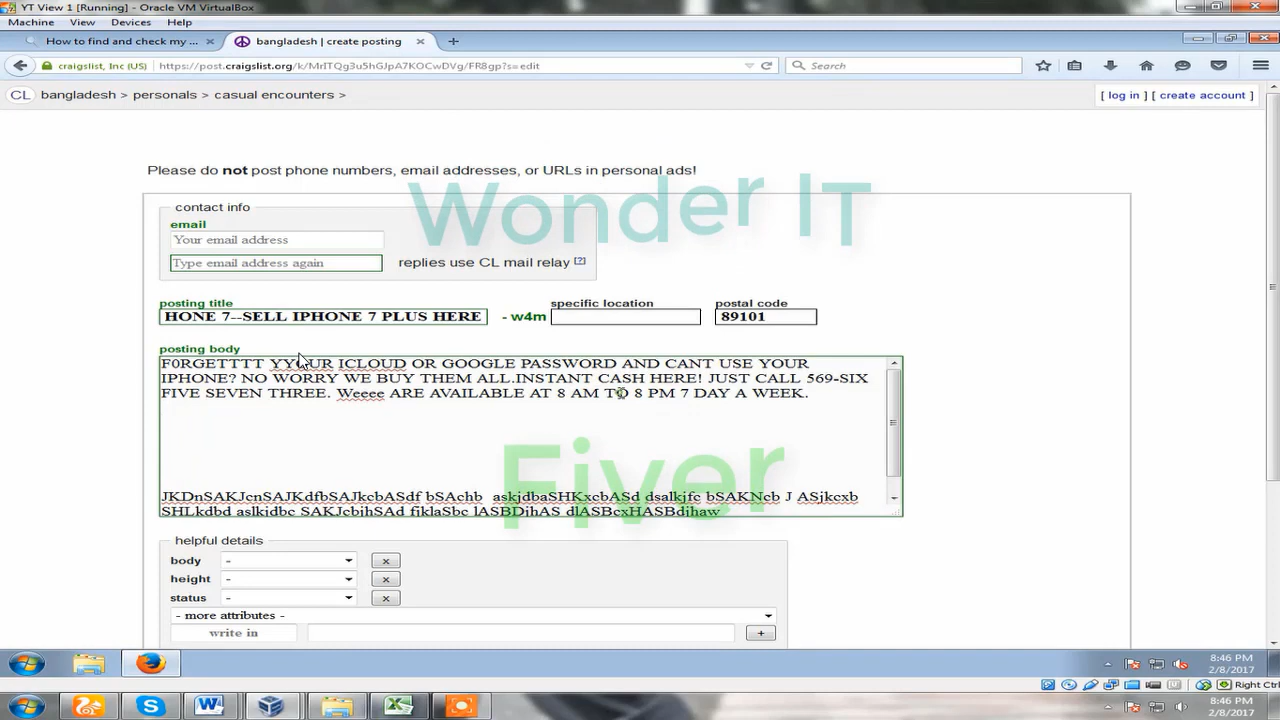 YT View 1 [Running] - Oracle VM VirtualBox
Machine View Devices Help
How to find and check my ... × bangladesh | create posting × +
craigslist, Inc (US) https://post.craigslist.org/k/MrITQg3u5hGJpA7KOCwDVg/FR8gp?s=edit Search
CL bangladesh > personals > casual encounters > [ log in ] [ create account ]
Please do not post phone numbers, email addresses, or URLs in personal ads!
Wonder IT
contact info
email
Your email address
Type email address again replies use CL mail relay [?]
posting title specific location postal code
HONE 7--SELL IPHONE 7 PLUS HERE - w4m 89101
posting body
F0RGETTTT YYOUR ICLOUD OR GOOGLE PASSWORD AND CANT USE YOUR
IPHONE? NO WORRY WE BUY THEM ALL.INSTANT CASH HERE! JUST CALL 569-SIX
FIVE SEVEN THREE. Weeee ARE AVAILABLE AT 8 AM TO 8 PM 7 DAY A WEEK.
Fiver
JKDnSAKJcnSAJKdfbSAJkcbASdf bSAchb askjdbaSHKxcbASd dsalkjfc bSAKNcb J ASjkcxb
SHLkdbd aslkidbc SAKJcbihSAd fiklaSbc lASBDihAS dlASBcxHASBdihaw
helpful details
body - x
height - x
status - x
- more attributes -
write in +
8:46 PM
2/8/2017
Right Ctrl
8:46 PM
2/8/2017